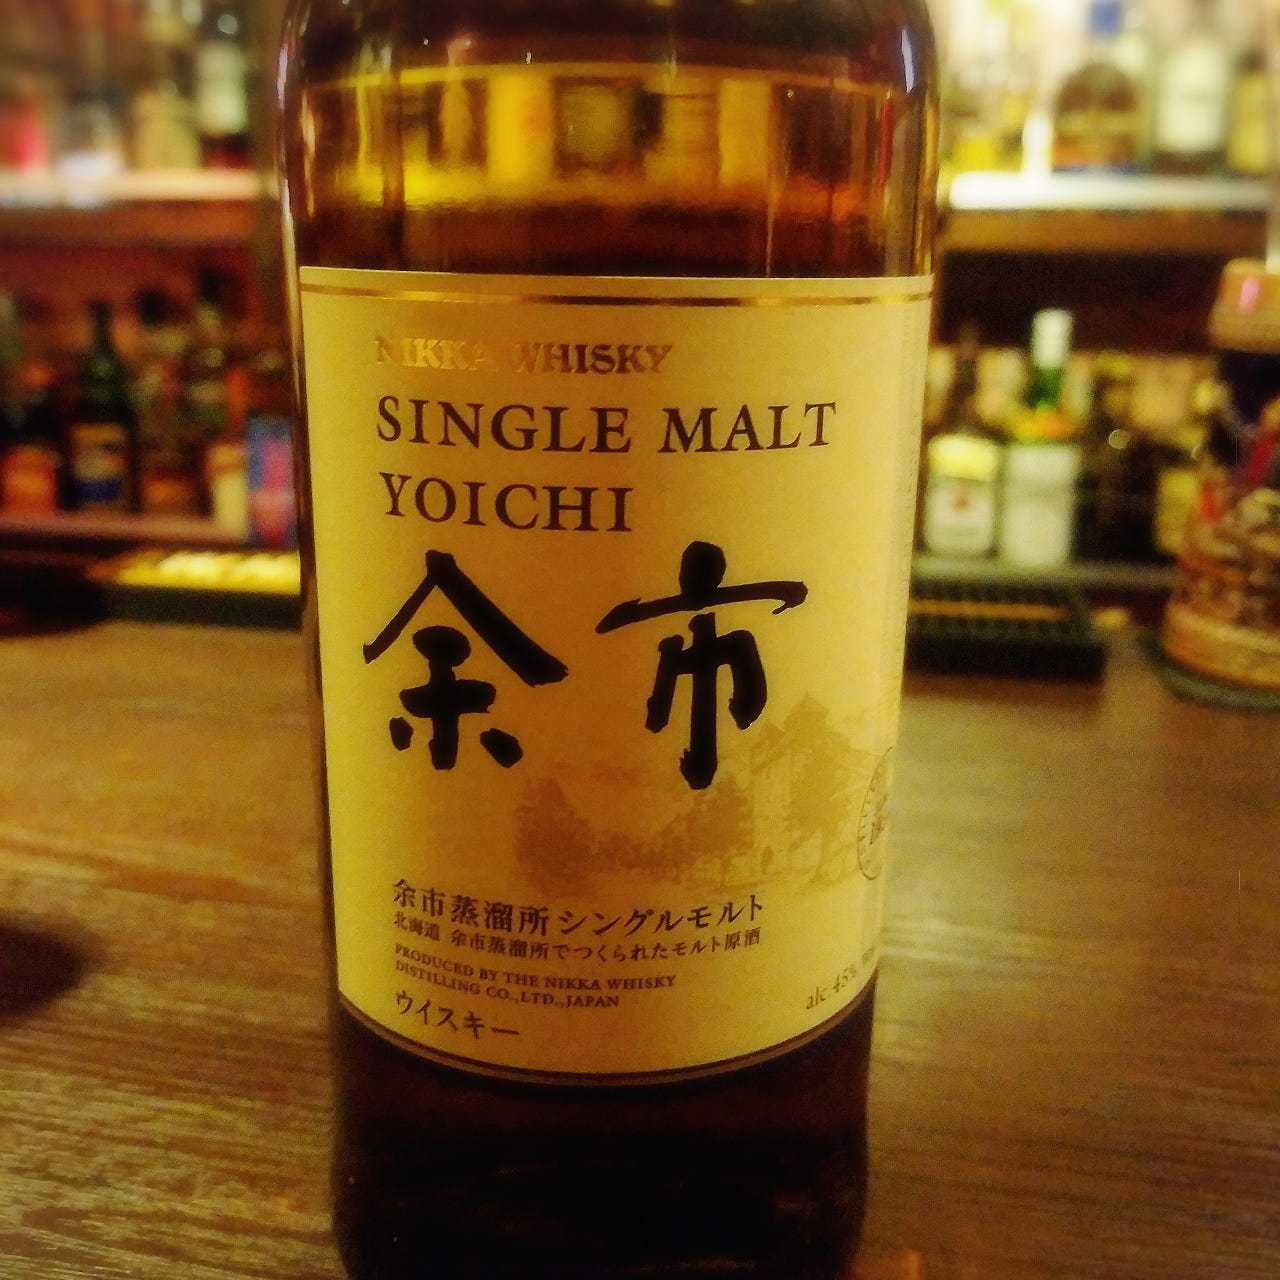 NIKKA WHISKY
SINGLE MALT
YOICHI
余市
余市蒸溜所シングルモルト
北海道 余市蒸溜所でつくられたモルト原酒
PRODUCED BY THE NIKKA WHISKY
DISTILLING CO.,LTD.,JAPAN
ウイスキー
alc.45%